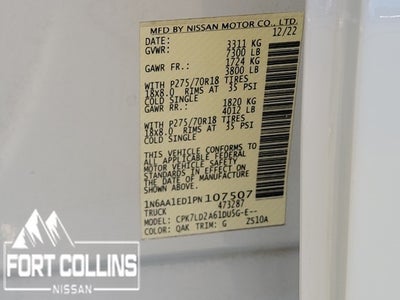 MFD BY NISSAN MOTOR CO., LTD.
DATE: 12/22
GVWR: 3311 KG
7300 LB
GAWR FR.: 1724 KG
3800 LB
WITH P275/70R18 TIRES
18x8.0 RIMS AT 35 PSI
COLD SINGLE
GAWR RR.: 1820 KG
4012 LB
WITH P275/70R18 TIRES
18x8.0 RIMS AT 35 PSI
COLD SINGLE
THIS VEHICLE CONFORMS TO
ALL APPLICABLE FEDERAL
MOTOR VEHICLE SAFETY
STANDARDS IN EFFECT ON
THE DATE OF MANUFACTURE
SHOWN ABOVE.
1N6AA1ED1PN107507
TRUCK 473287
MODEL: CPK7LD2A61DU5G-E--
COLOR: QAK TRIM: G ZS10A
FORT COLLINS
NISSAN